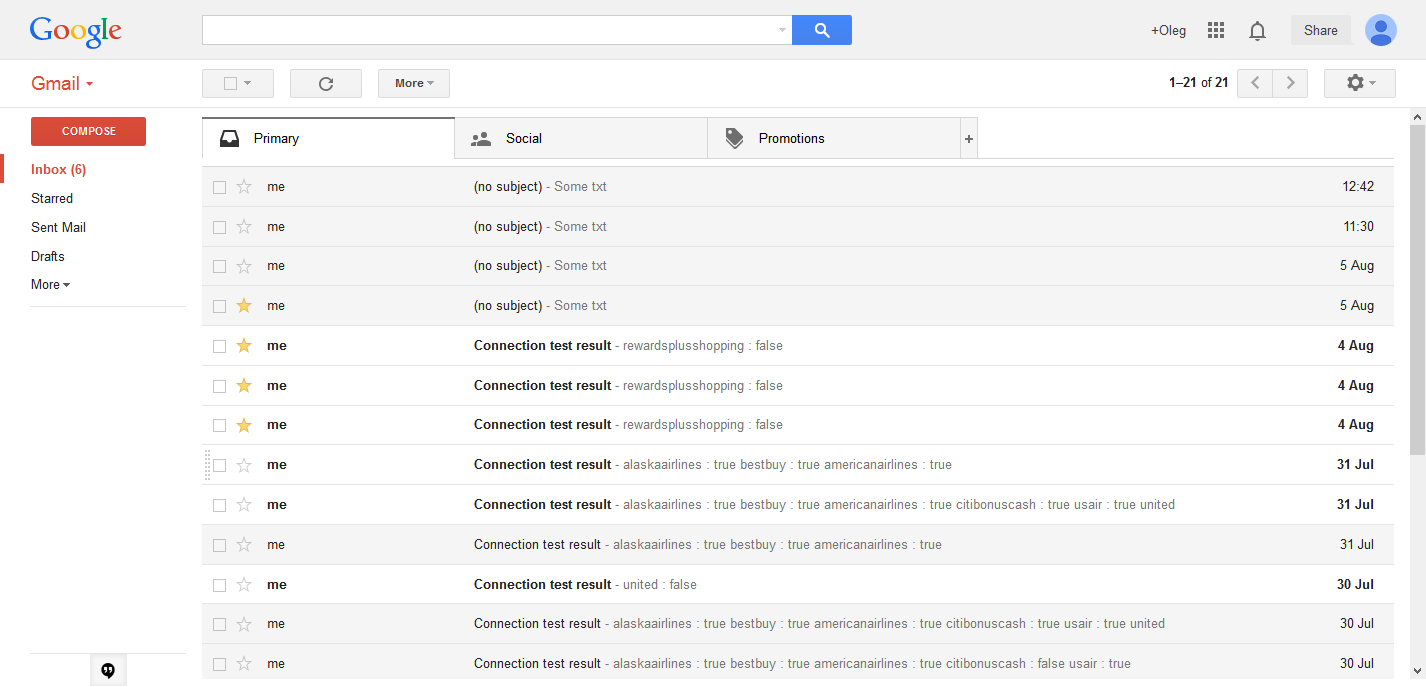 Google +Oleg Share
Gmail More 1–21 of 21
COMPOSE
Inbox (6)
Starred
Sent Mail
Drafts
More
Primary Social Promotions +
me (no subject) - Some txt 12:42
me (no subject) - Some txt 11:30
me (no subject) - Some txt 5 Aug
me (no subject) - Some txt 5 Aug
me Connection test result - rewardsplusshopping : false 4 Aug
me Connection test result - rewardsplusshopping : false 4 Aug
me Connection test result - rewardsplusshopping : false 4 Aug
me Connection test result - alaskaairlines : true bestbuy : true americanairlines : true 31 Jul
me Connection test result - alaskaairlines : true bestbuy : true americanairlines : true citibonuscash : true usair : true united 31 Jul
me Connection test result - alaskaairlines : true bestbuy : true americanairlines : true 31 Jul
me Connection test result - united : false 30 Jul
me Connection test result - alaskaairlines : true bestbuy : true americanairlines : true citibonuscash : true usair : true united 30 Jul
me Connection test result - alaskaairlines : true bestbuy : true americanairlines : true citibonuscash : false usair : true 30 Jul